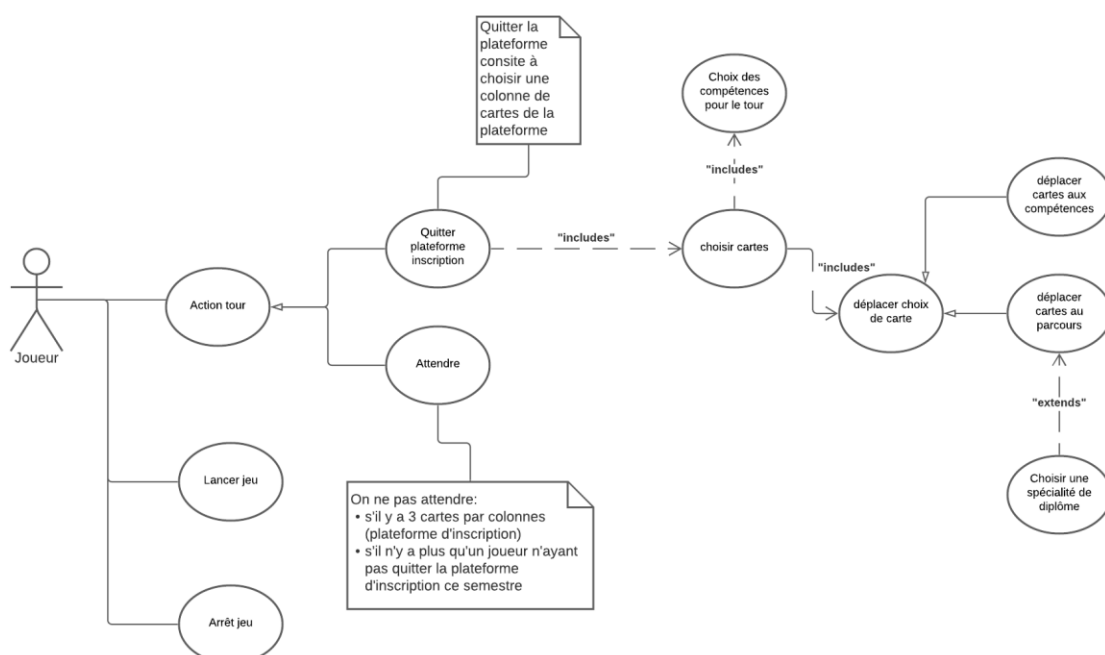 Quitter la
plateforme
consite à
choisir une
colonne de
cartes de la
plateforme
Choix des
compétences
pour le tour
"includes"
déplacer
cartes aux
compétences
Quitter
plateforme
inscription
"includes"
choisir cartes
"includes"
Joueur
Action tour
déplacer choix
de carte
déplacer
cartes au
parcours
Attendre
"extends"
Lancer jeu
Choisir une
spécialité de
diplôme
On ne pas attendre:
• s'il y a 3 cartes par colonnes
(plateforme d'inscription)
• s'il n'y a plus qu'un joueur n'ayant
pas quitter la plateforme
d'inscription ce semestre
Arrêt jeu